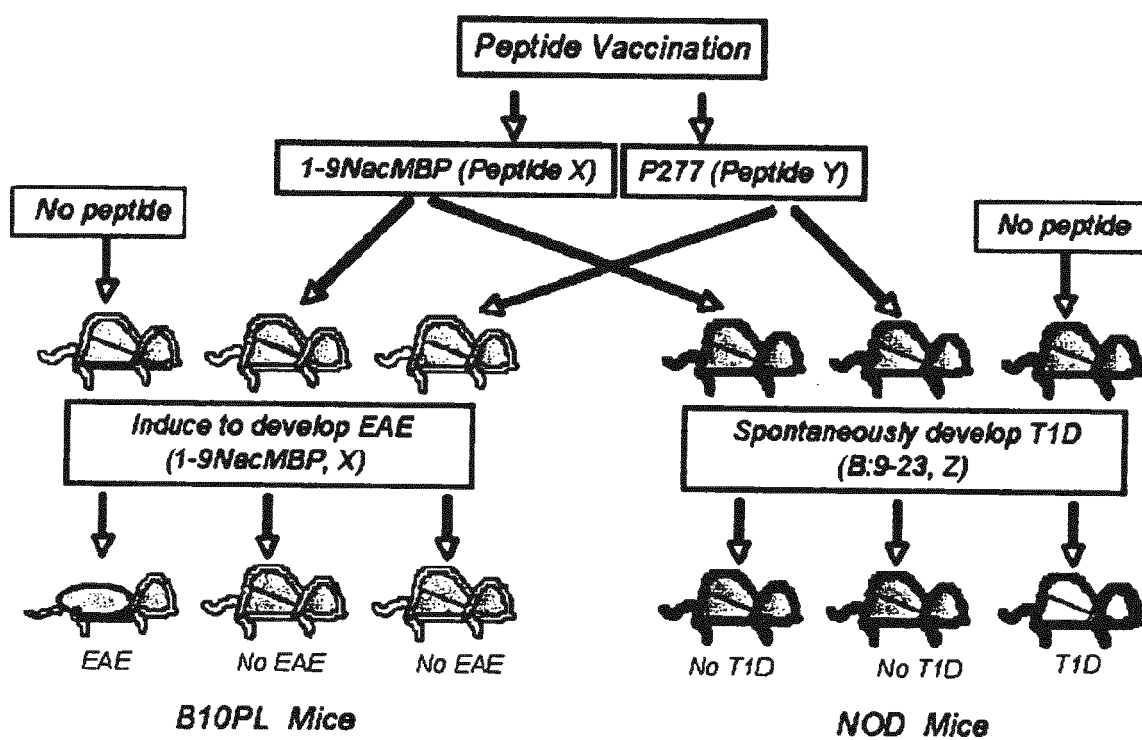 Peptide Vaccination
1-9NacMBP (Peptide X)
P277 (Peptide Y)
No peptide
No peptide
Induce to develop EAE
(1-9NacMBP, X)
Spontaneously develop T1D
(B:9-23, Z)
EAE
No EAE
No EAE
No T1D
No T1D
T1D
B10PL Mice
NOD Mice